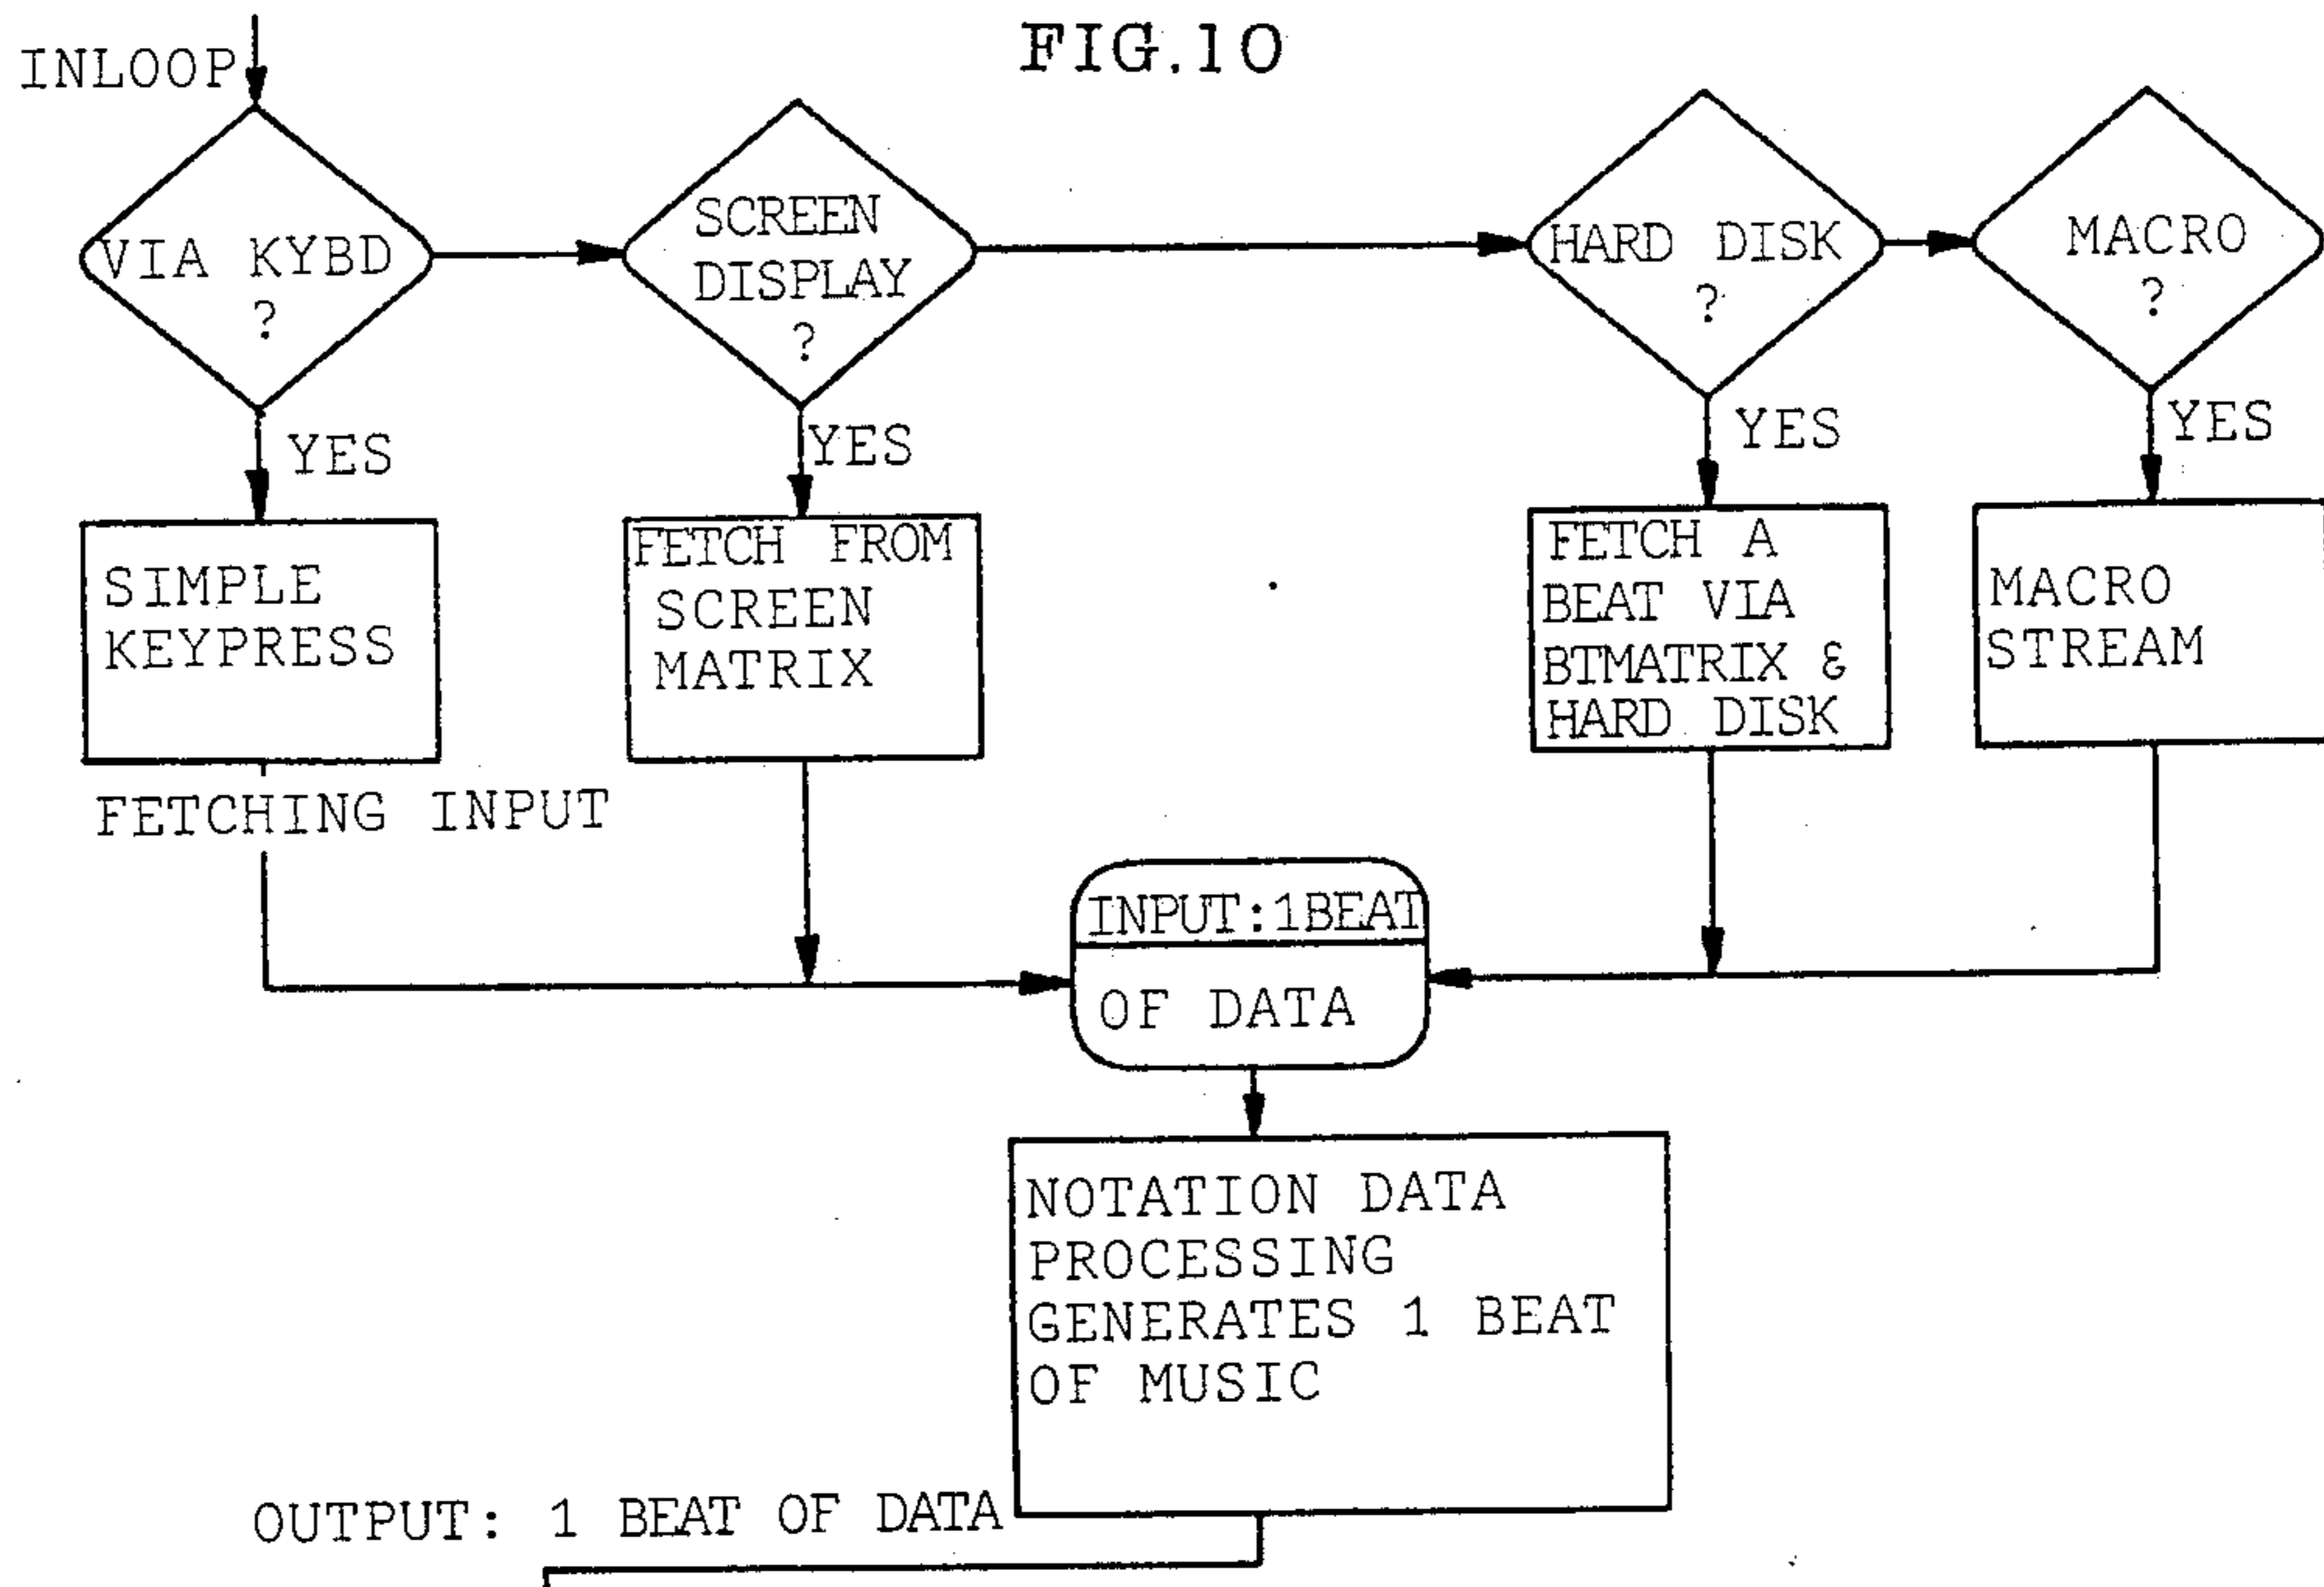 FIG.10
INLOOP
VIA KYBD
?
SCREEN
DISPLAY
?
HARD DISK
?
MACRO
?
YES
YES
YES
YES
SIMPLE
KEYPRESS
FETCH FROM
SCREEN
MATRIX
FETCH A
BEAT VIA
BTMATRIX &
HARD DISK
MACRO
STREAM
FETCHING INPUT
INPUT:1BEAT
OF DATA
NOTATION DATA
PROCESSING
GENERATES 1 BEAT
OF MUSIC
OUTPUT: 1 BEAT OF DATA